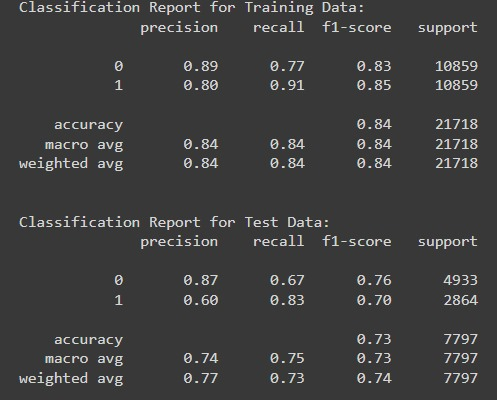 Classification Report for Training Data:
precision recall f1-score support
0 0.89 0.77 0.83 10859
1 0.80 0.91 0.85 10859
accuracy 0.84 21718
macro avg 0.84 0.84 0.84 21718
weighted avg 0.84 0.84 0.84 21718
Classification Report for Test Data:
precision recall f1-score support
0 0.87 0.67 0.76 4933
1 0.60 0.83 0.70 2864
accuracy 0.73 7797
macro avg 0.74 0.75 0.73 7797
weighted avg 0.77 0.73 0.74 7797